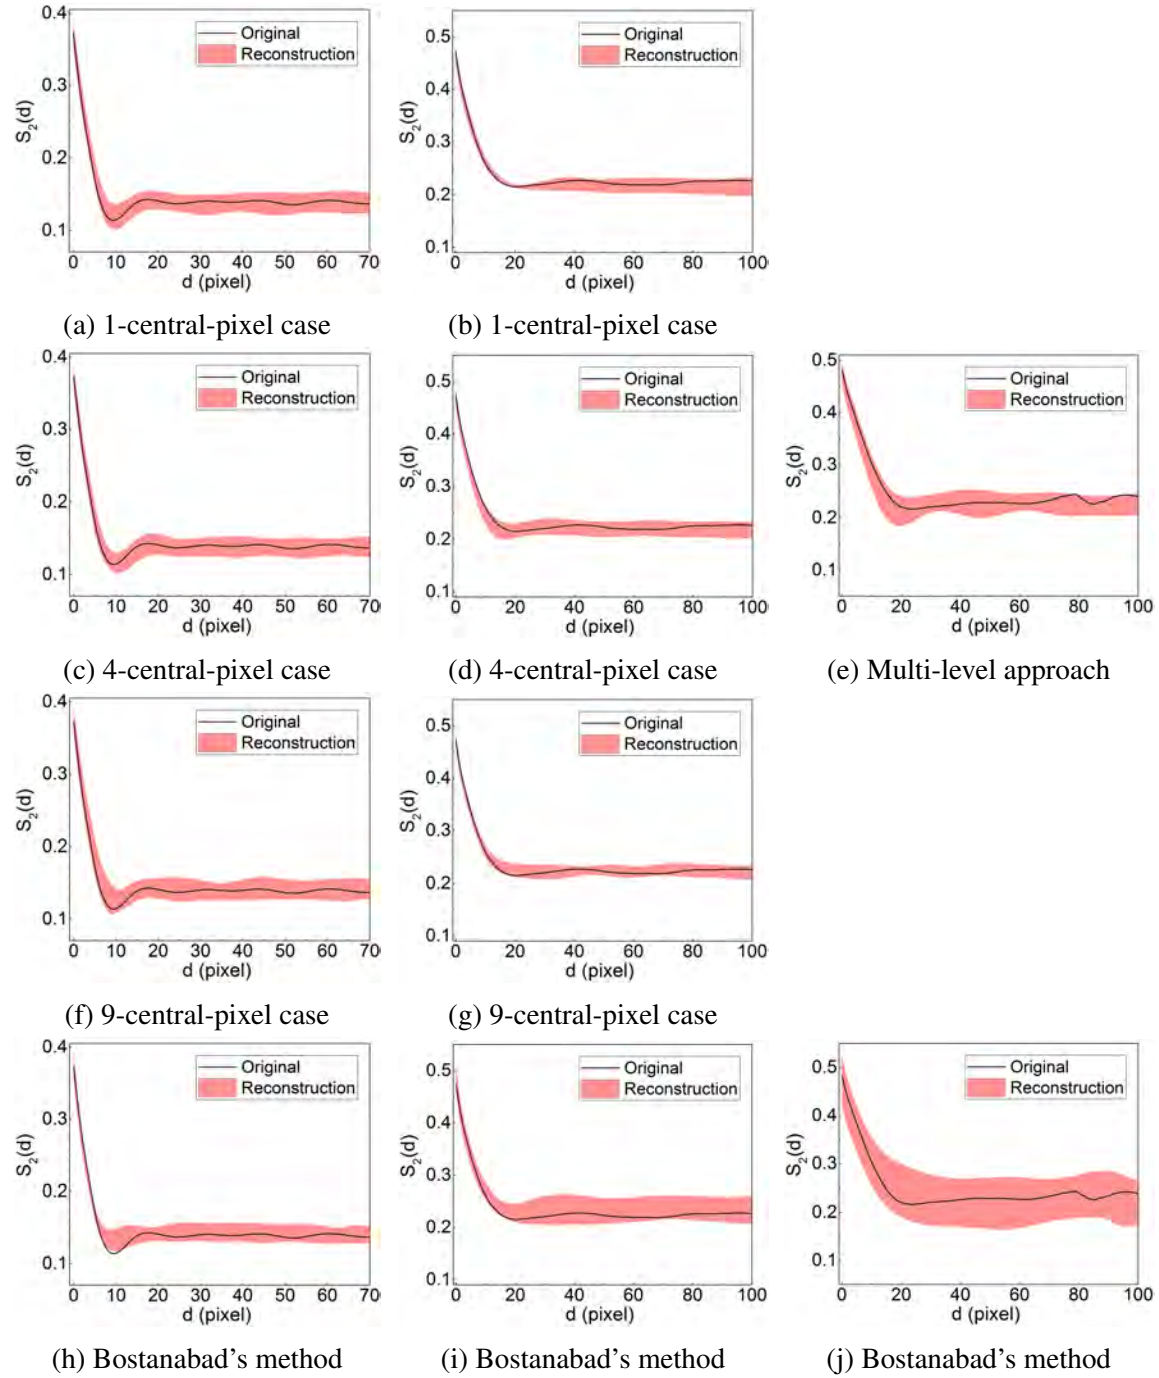 0.4
0.3
0.2
0.1
S2(d)
Original
Reconstruction
0 10 20 30 40 50 60 70
d (pixel)
(a) 1-central-pixel case
0.5
0.4
0.3
0.2
0.1
S2(d)
Original
Reconstruction
0 20 40 60 80 100
d (pixel)
(b) 1-central-pixel case
0.4
0.3
0.2
0.1
S2(d)
Original
Reconstruction
0 10 20 30 40 50 60 70
d (pixel)
(c) 4-central-pixel case
0.5
0.4
0.3
0.2
0.1
S2(d)
Original
Reconstruction
0 20 40 60 80 100
d (pixel)
(d) 4-central-pixel case
0.5
0.4
0.3
0.2
0.1
S2(d)
Original
Reconstruction
0 20 40 60 80 100
d (pixel)
(e) Multi-level approach
0.4
0.3
0.2
0.1
S2(d)
Original
Reconstruction
0 10 20 30 40 50 60 70
d (pixel)
(f) 9-central-pixel case
0.5
0.4
0.3
0.2
0.1
S2(d)
Original
Reconstruction
0 20 40 60 80 100
d (pixel)
(g) 9-central-pixel case
0.4
0.3
0.2
0.1
S2(d)
Original
Reconstruction
0 10 20 30 40 50 60 70
d (pixel)
(h) Bostanabad's method
0.5
0.4
0.3
0.2
0.1
S2(d)
Original
Reconstruction
0 20 40 60 80 100
d (pixel)
(i) Bostanabad's method
0.5
0.4
0.3
0.2
0.1
S2(d)
Original
Reconstruction
0 20 40 60 80 100
d (pixel)
(j) Bostanabad's method